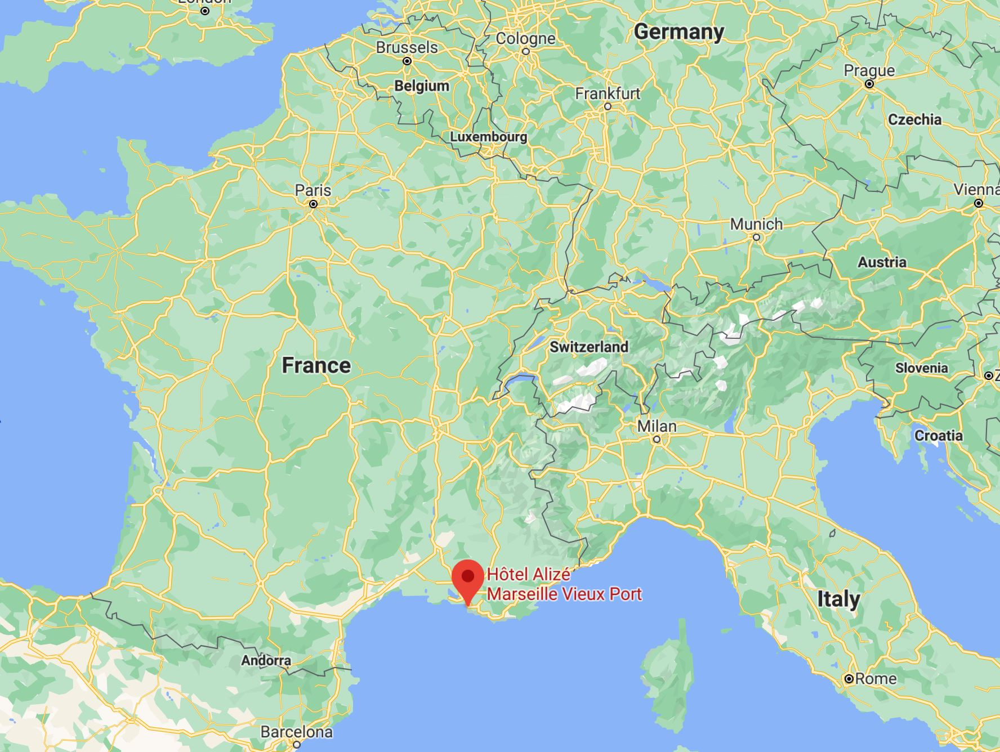 London
Germany
Cologne
Brussels
Prague
Belgium
Frankfurt
Czechia
Luxembourg
Paris
Vienna
Munich
Austria
Switzerland
France
Slovenia
Z
Milan
Croatia
Hôtel Alizé
Marseille Vieux Port
Italy
Andorra
Rome
Barcelona